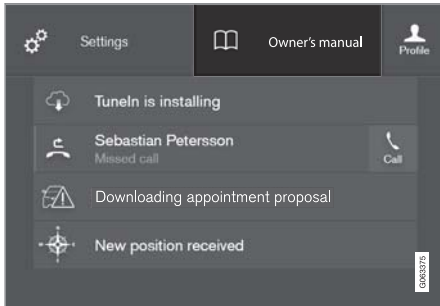 Settings
Owner's manual
Profile
TuneIn is installing
Sebastian Petersson
Missed call
Call
Downloading appointment proposal
New position received
G063375